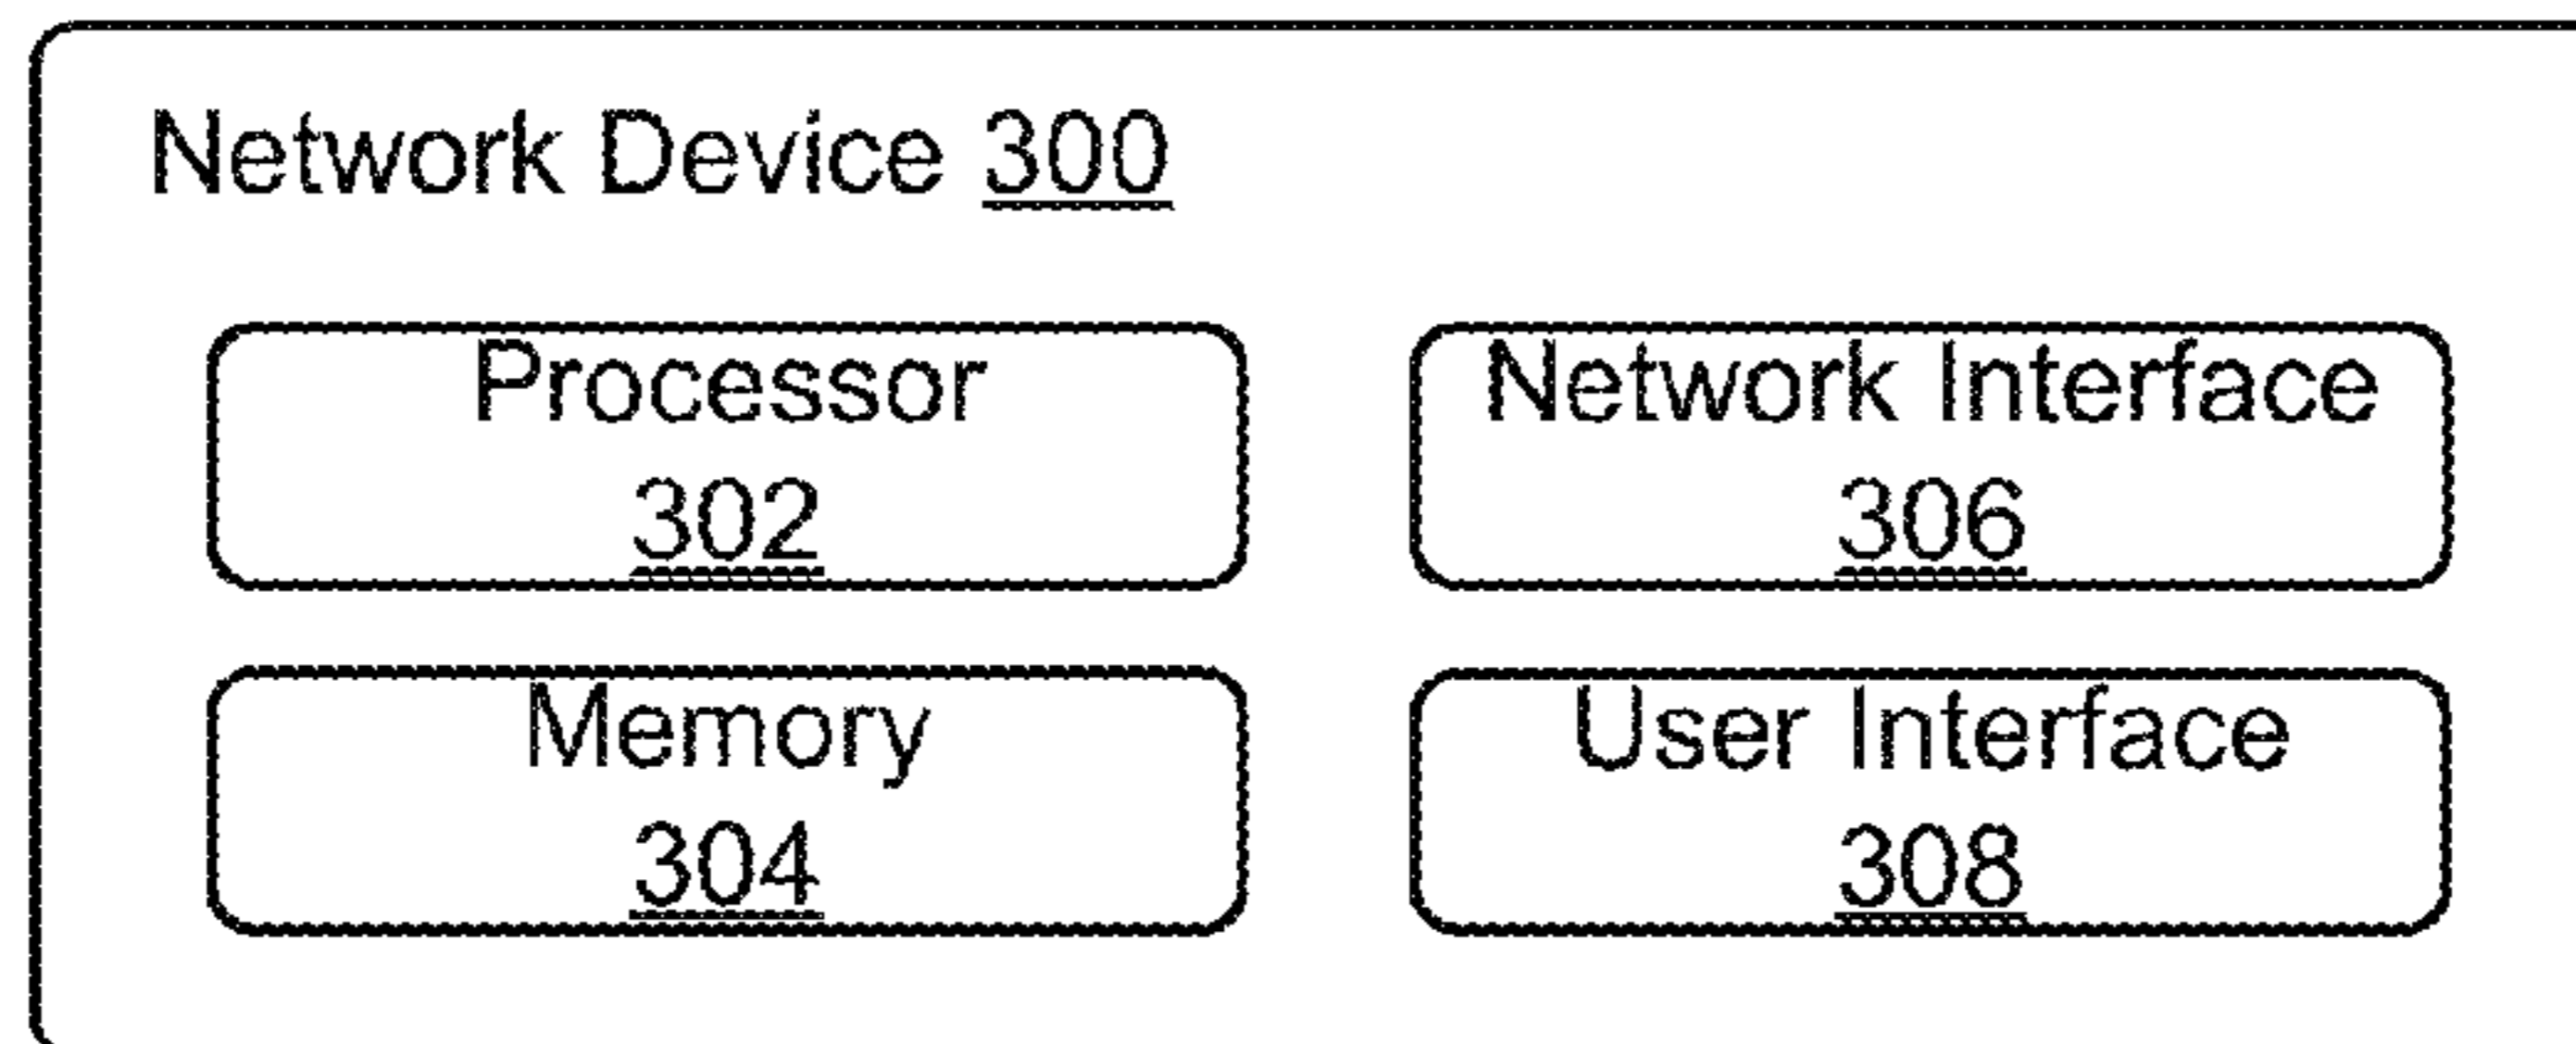 Network Device 300
Processor
302
Network Interface
306
Memory
304
User Interface
308